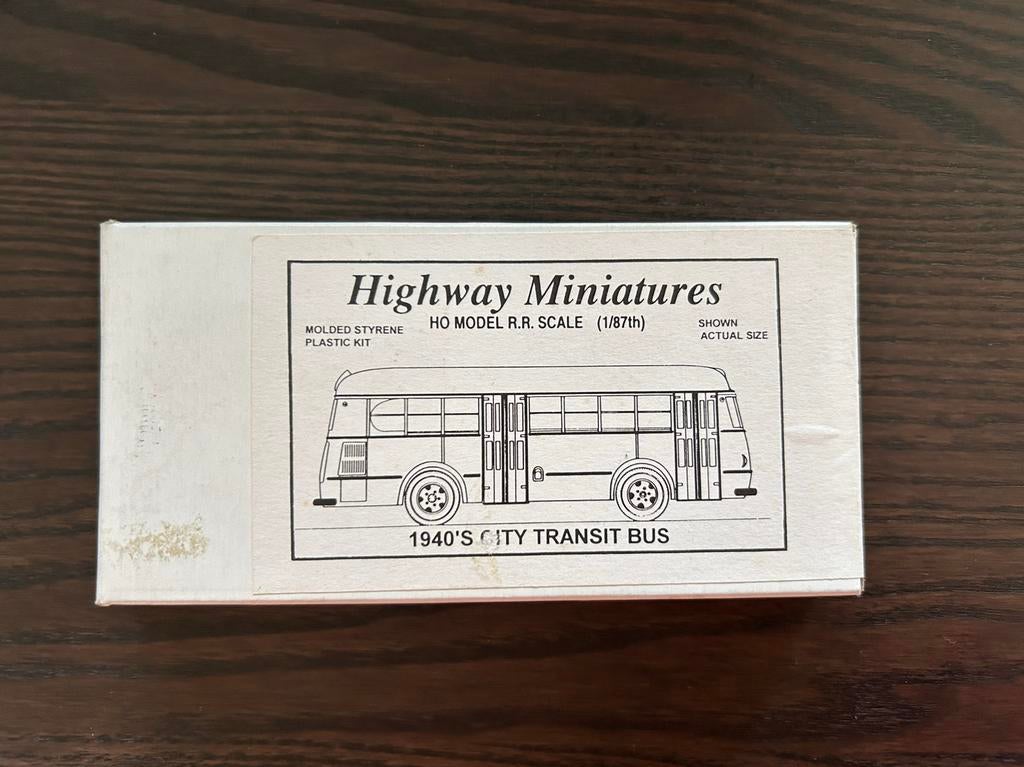 Highway Miniatures
HO MODEL R.R. SCALE (1/87th)
MOLDED STYRENE
PLASTIC KIT
SHOWN
ACTUAL SIZE
1940'S CITY TRANSIT BUS